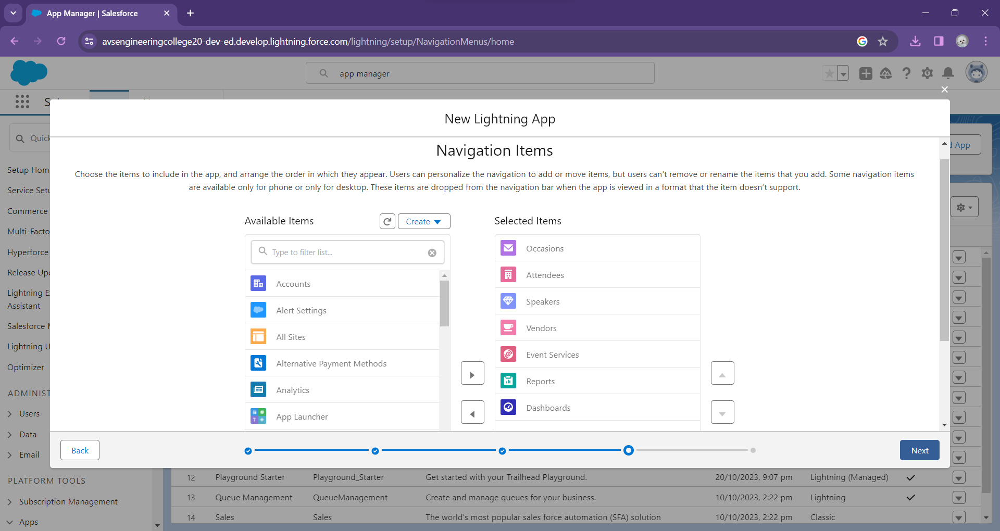 App Manager | Salesforce
avsengineeringcollege20-dev-ed.develop.lightning.force.com/lightning/setup/NavigationMenus/home
app manager
New Lightning App
Navigation Items
Choose the items to include in the app, and arrange the order in which they appear. Users can personalize the navigation to add or move items, but users can't remove or rename the items that you add. Some navigation items
are available only for phone or only for desktop. These items are dropped from the navigation bar when the app is viewed in a format that the item doesn't support.
Available Items
Create
Selected Items
Type to filter list...
Accounts
Alert Settings
All Sites
Alternative Payment Methods
Analytics
App Launcher
Occasions
Attendees
Speakers
Vendors
Event Services
Reports
Dashboards
Back
Next
Quick
App
Setup Hom
Service Setu
Commerce
Multi-Facto
Hyperforce
Release Upd
Lightning E
Assistant
Salesforce
Lightning U
Optimizer
ADMINIST
Users
Data
Email
PLATFORM TOOLS
Subscription Management
Apps
12 Playground Starter Playground_Starter Get started with your Trailhead Playground. 20/10/2023, 9:07 pm Lightning (Managed)
13 Queue Management QueueManagement Create and manage queues for your business. 10/10/2023, 2:22 pm Lightning
14 Sales Sales The world's most popular sales force automation (SFA) solution 10/10/2023, 2:22 pm Classic